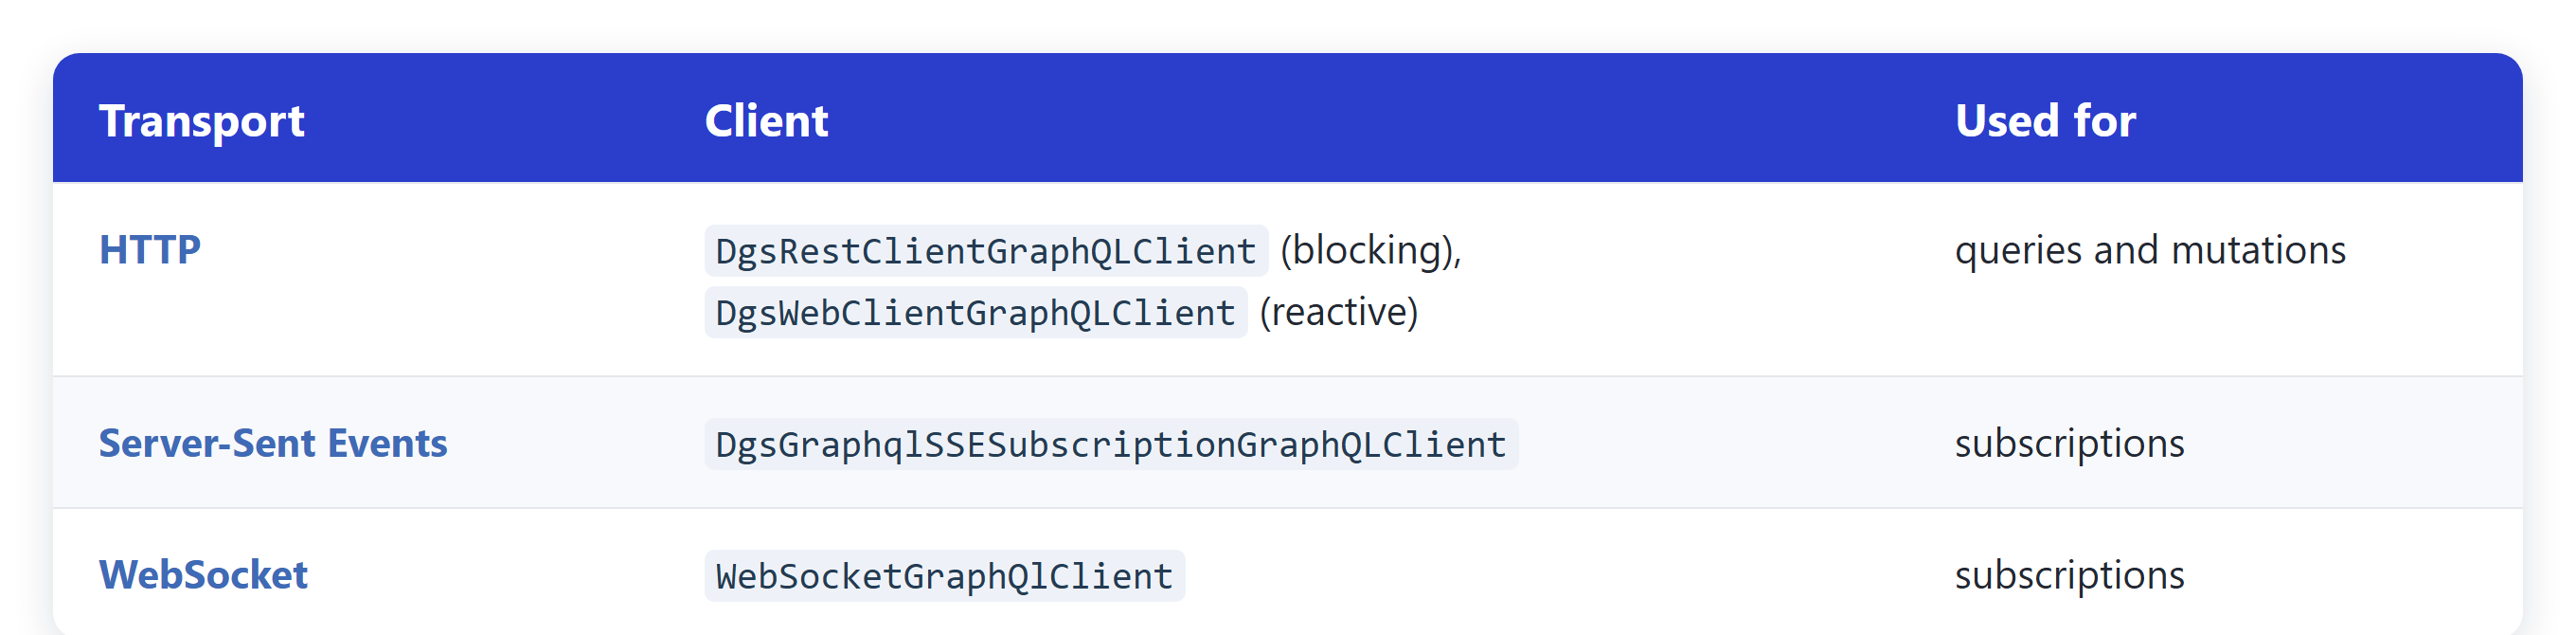 Transport Client Used for
HTTP DgsRestClientGraphQLClient (blocking), queries and mutations
DgsWebClientGraphQLClient (reactive)
Server-Sent Events DgsGraphqlSSESubscriptionGraphQLClient subscriptions
WebSocket WebSocketGraphQlClient subscriptions